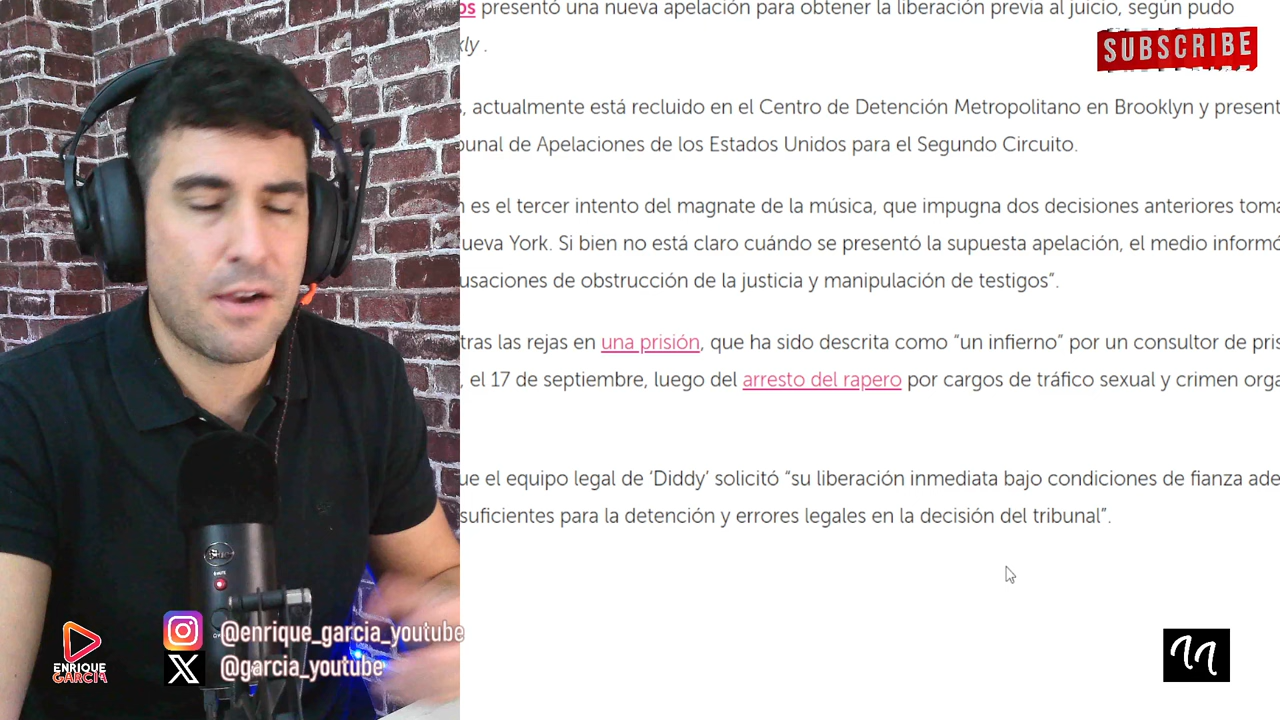 os presentó una nueva apelación para obtener la liberación previa al juicio, según pudo
kly .
, actualmente está recluido en el Centro de Detención Metropolitano en Brooklyn y present
bunal de Apelaciones de los Estados Unidos para el Segundo Circuito.
n es el tercer intento del magnate de la música, que impugna dos decisiones anteriores toma
ueva York. Si bien no está claro cuándo se presentó la supuesta apelación, el medio informó
usaciones de obstrucción de la justicia y manipulación de testigos“.
tras las rejas en una prisión, que ha sido descrita como “un infierno” por un consultor de pris
, el 17 de septiembre, luego del arresto del rapero por cargos de tráfico sexual y crimen orga
ue el equipo legal de ‘Diddy’ solicitó “su liberación inmediata bajo condiciones de fianza ade
suficientes para la detención y errores legales en la decisión del tribunal”.
SUBSCRIBE
ENRIQUE
GARCIA
@enrique_garcia_youtube
@garcia_youtube